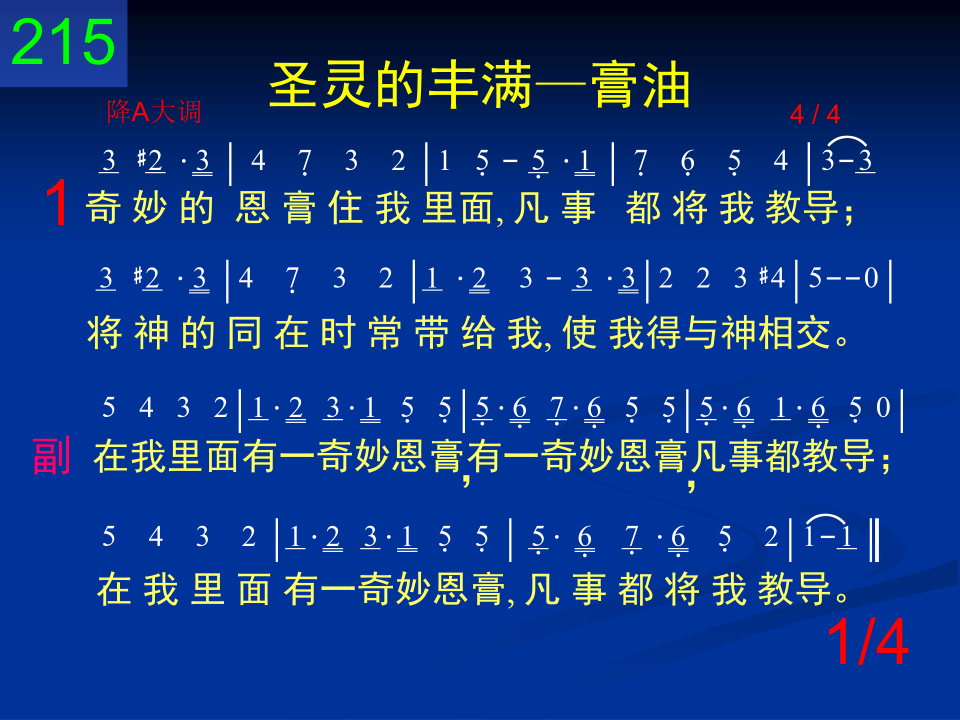 215
圣灵的丰满—膏油
降A大调 4 / 4
3 #2 · 3 | 4 7 3 2 | 1 5 - 5 · 1 | 7 6 5 4 | 3 - 3
1 奇 妙 的 恩 膏 住 我 里面, 凡 事 都 将 我 教导；
3 #2 · 3 | 4 7 3 2 | 1 · 2 3 - 3 · 3 | 2 2 3 #4 | 5 - - 0 |
将 神 的 同 在 时 常 带 给 我, 使 我得与神相交。
5 4 3 2 | 1 · 2 3 · 1 5 5 | 5 · 6 7 · 6 5 5 | 5 · 6 1 · 6 5 0 |
副 在我里面有一奇妙恩膏,有一奇妙恩膏,凡事都教导；
5 4 3 2 | 1 · 2 3 · 1 5 5 | 5 · 6 7 · 6 5 2 | 1 - 1 ‖
在 我 里 面 有一奇妙恩膏, 凡 事 都 将 我 教导。
1/4